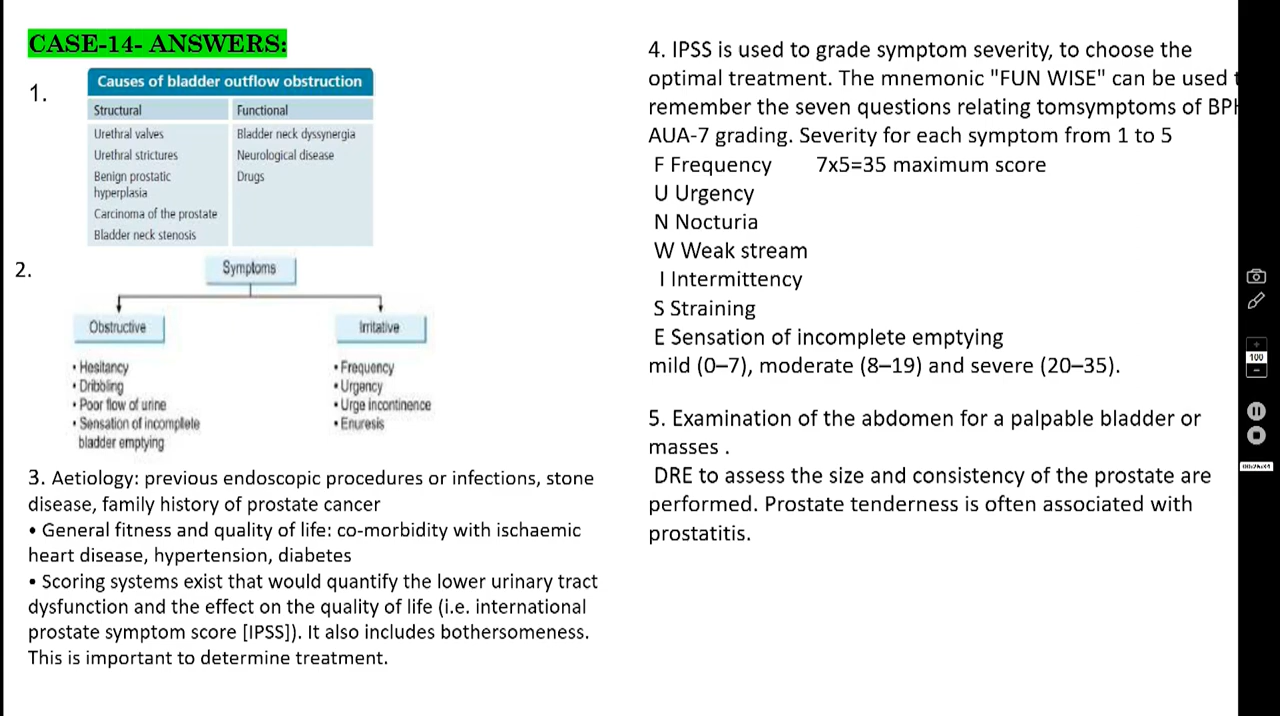 CASE-14- ANSWERS:
1.
Causes of bladder outflow obstruction
Structural
Urethral valves
Urethral strictures
Benign prostatic
hyperplasia
Carcinoma of the prostate
Bladder neck stenosis
Functional
Bladder neck dyssynergia
Neurological disease
Drugs
2.
Symptoms
Obstructive
• Hesitancy
• Dribbling
• Poor flow of urine
• Sensation of incomplete
bladder emptying
Irritative
• Frequency
• Urgency
• Urge incontinence
• Enuresis
3. Aetiology: previous endoscopic procedures or infections, stone
disease, family history of prostate cancer
• General fitness and quality of life: co-morbidity with ischaemic
heart disease, hypertension, diabetes
• Scoring systems exist that would quantify the lower urinary tract
dysfunction and the effect on the quality of life (i.e. international
prostate symptom score [IPSS]). It also includes bothersomeness.
This is important to determine treatment.
4. IPSS is used to grade symptom severity, to choose the
optimal treatment. The mnemonic "FUN WISE" can be used
remember the seven questions relating tomsymptoms of
AUA-7 grading. Severity for each symptom from 1 to 5
F Frequency 7x5=35 maximum score
U Urgency
N Nocturia
W Weak stream
I Intermittency
S Straining
E Sensation of incomplete emptying
mild (0–7), moderate (8–19) and severe (20–35).
5. Examination of the abdomen for a palpable bladder or
masses .
DRE to assess the size and consistency of the prostate are
performed. Prostate tenderness is often associated with
prostatitis.
+
100
-